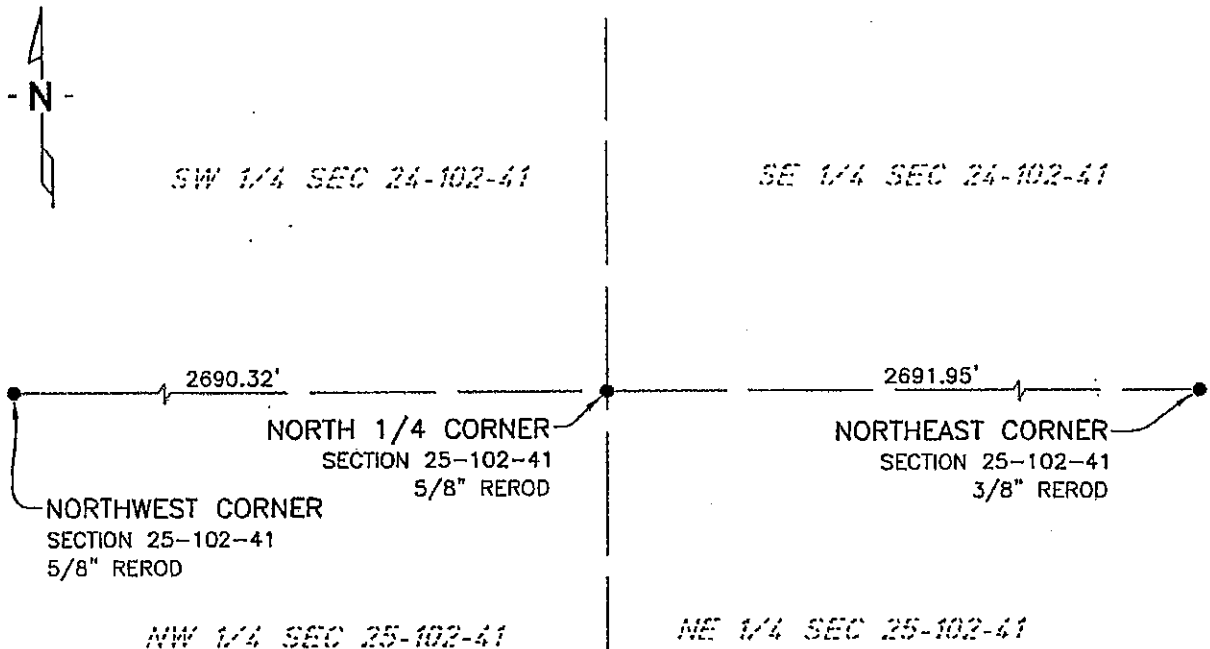 - N -
SW 1/4 SEC 24-102-41
SE 1/4 SEC 24-102-41
2690.32'
2691.95'
NORTH 1/4 CORNER
SECTION 25-102-41
5/8" REROD
NORTHEAST CORNER
SECTION 25-102-41
3/8" REROD
NORTHWEST CORNER
SECTION 25-102-41
5/8" REROD
NW 1/4 SEC 25-102-41
NE 1/4 SEC 25-102-41